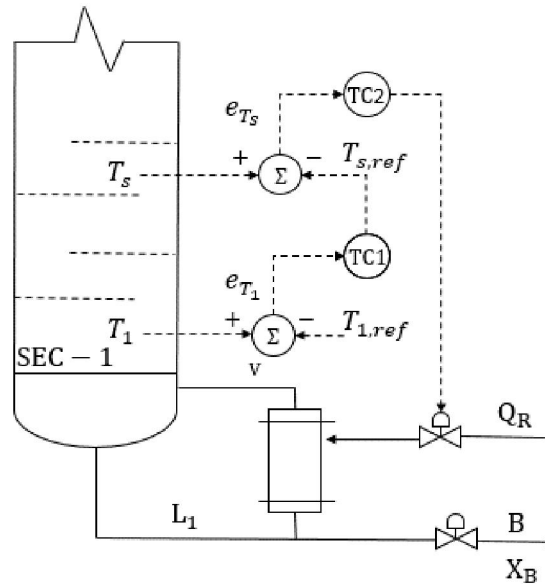 TC2
e_{T_s}
+ − T_{s,ref}
T_s Σ
TC1
e_{T_1}
+ − T_{1,ref}
T_1 Σ
SEC − 1
v
Q_R
L_1 B
X_B